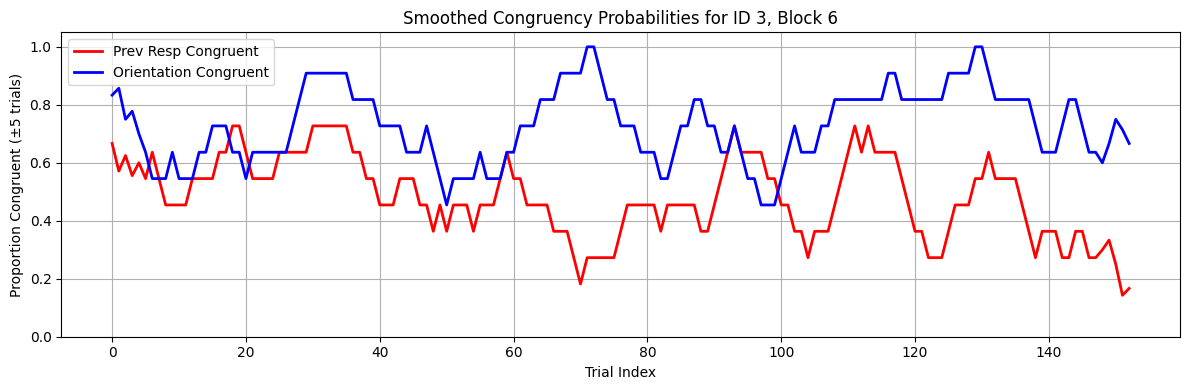 Smoothed Congruency Probabilities for ID 3, Block 6
Prev Resp Congruent
Orientation Congruent
Proportion Congruent (±5 trials)
1.0
0.8
0.6
0.4
0.2
0.0
0 20 40 60 80 100 120 140
Trial Index